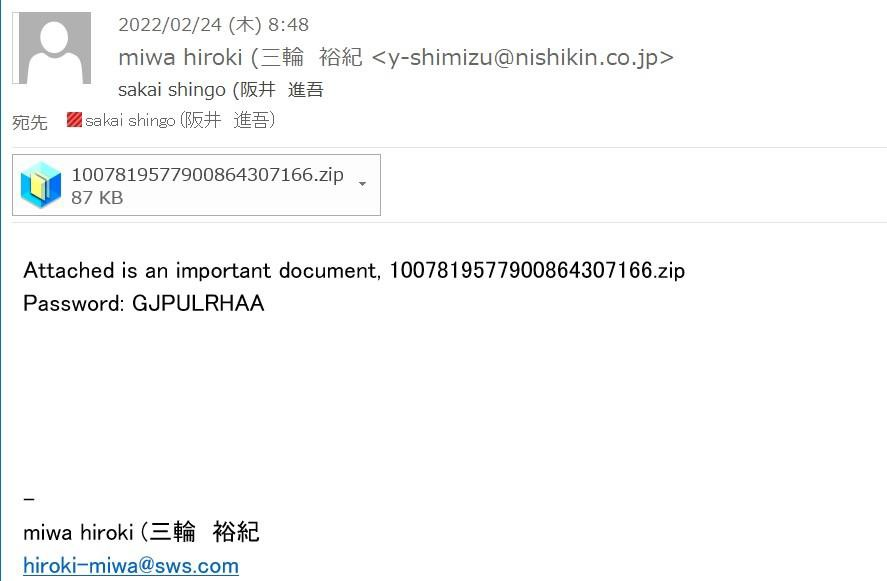 2022/02/24 (木) 8:48
miwa hiroki (三輪　裕紀 <y-shimizu@nishikin.co.jp>
sakai shingo (阪井　進吾
宛先 sakai shingo (阪井　進吾)
1007819577900864307166.zip
87 KB
Attached is an important document, 1007819577900864307166.zip
Password: GJPULRHAA
–
miwa hiroki (三輪　裕紀
hiroki-miwa@sws.com